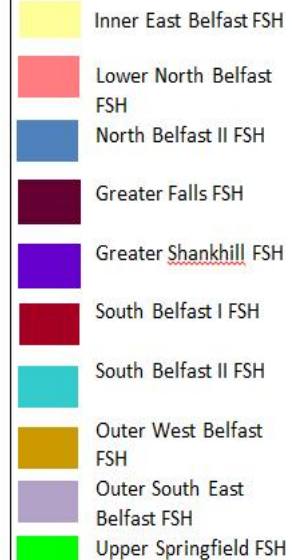 Inner East Belfast FSH
Lower North Belfast
FSH
North Belfast II FSH
Greater Falls FSH
Greater Shankhill FSH
South Belfast I FSH
South Belfast II FSH
Outer West Belfast
FSH
Outer South East
Belfast FSH
Upper Springfield FSH